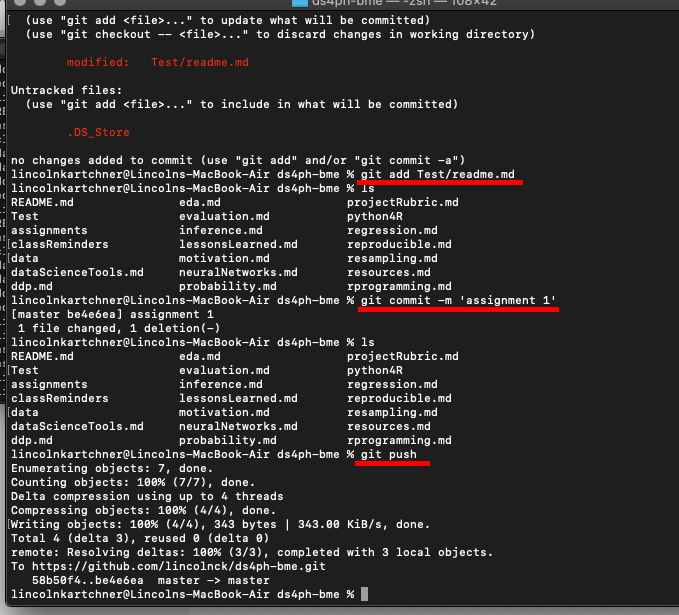 ds4ph-bme — -zsh — 108×42
(use "git add <file>..." to update what will be committed)
(use "git checkout -- <file>..." to discard changes in working directory)
modified:   Test/readme.md
Untracked files:
(use "git add <file>..." to include in what will be committed)
.DS_Store
no changes added to commit (use "git add" and/or "git commit -a")
lincolnkartchner@Lincolns-MacBook-Air ds4ph-bme % git add Test/readme.md
lincolnkartchner@Lincolns-MacBook-Air ds4ph-bme % ls
README.md eda.md projectRubric.md
Test evaluation.md python4R
assignments inference.md regression.md
classReminders lessonsLearned.md reproducible.md
data motivation.md resampling.md
dataScienceTools.md neuralNetworks.md resources.md
ddp.md probability.md rprogramming.md
lincolnkartchner@Lincolns-MacBook-Air ds4ph-bme % git commit -m 'assignment 1'
[master be4e6ea] assignment 1
1 file changed, 1 deletion(-)
lincolnkartchner@Lincolns-MacBook-Air ds4ph-bme % ls
README.md eda.md projectRubric.md
Test evaluation.md python4R
assignments inference.md regression.md
classReminders lessonsLearned.md reproducible.md
data motivation.md resampling.md
dataScienceTools.md neuralNetworks.md resources.md
ddp.md probability.md rprogramming.md
lincolnkartchner@Lincolns-MacBook-Air ds4ph-bme % git push
Enumerating objects: 7, done.
Counting objects: 100% (7/7), done.
Delta compression using up to 4 threads
Compressing objects: 100% (4/4), done.
Writing objects: 100% (4/4), 343 bytes | 343.00 KiB/s, done.
Total 4 (delta 3), reused 0 (delta 0)
remote: Resolving deltas: 100% (3/3), completed with 3 local objects.
To https://github.com/lincolnck/ds4ph-bme.git
58b50f4..be4e6ea  master -> master
lincolnkartchner@Lincolns-MacBook-Air ds4ph-bme %